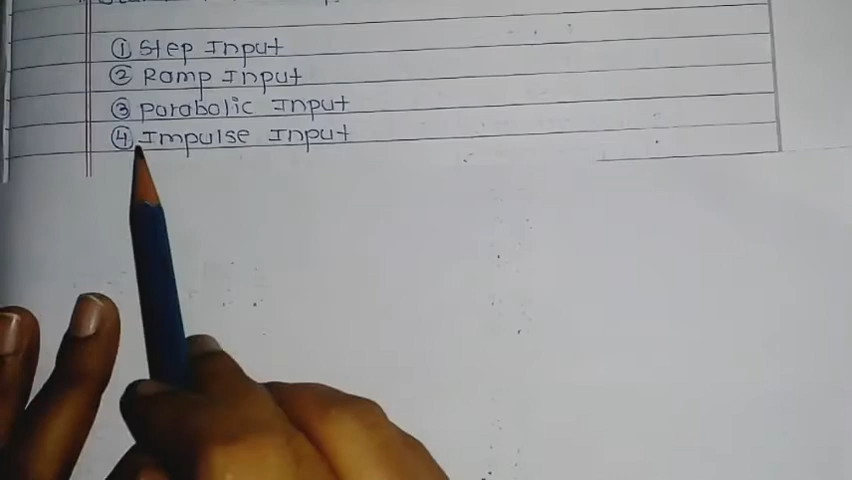 ① Step Input
② Ramp Input
③ Parabolic Input
④ Impulse Input